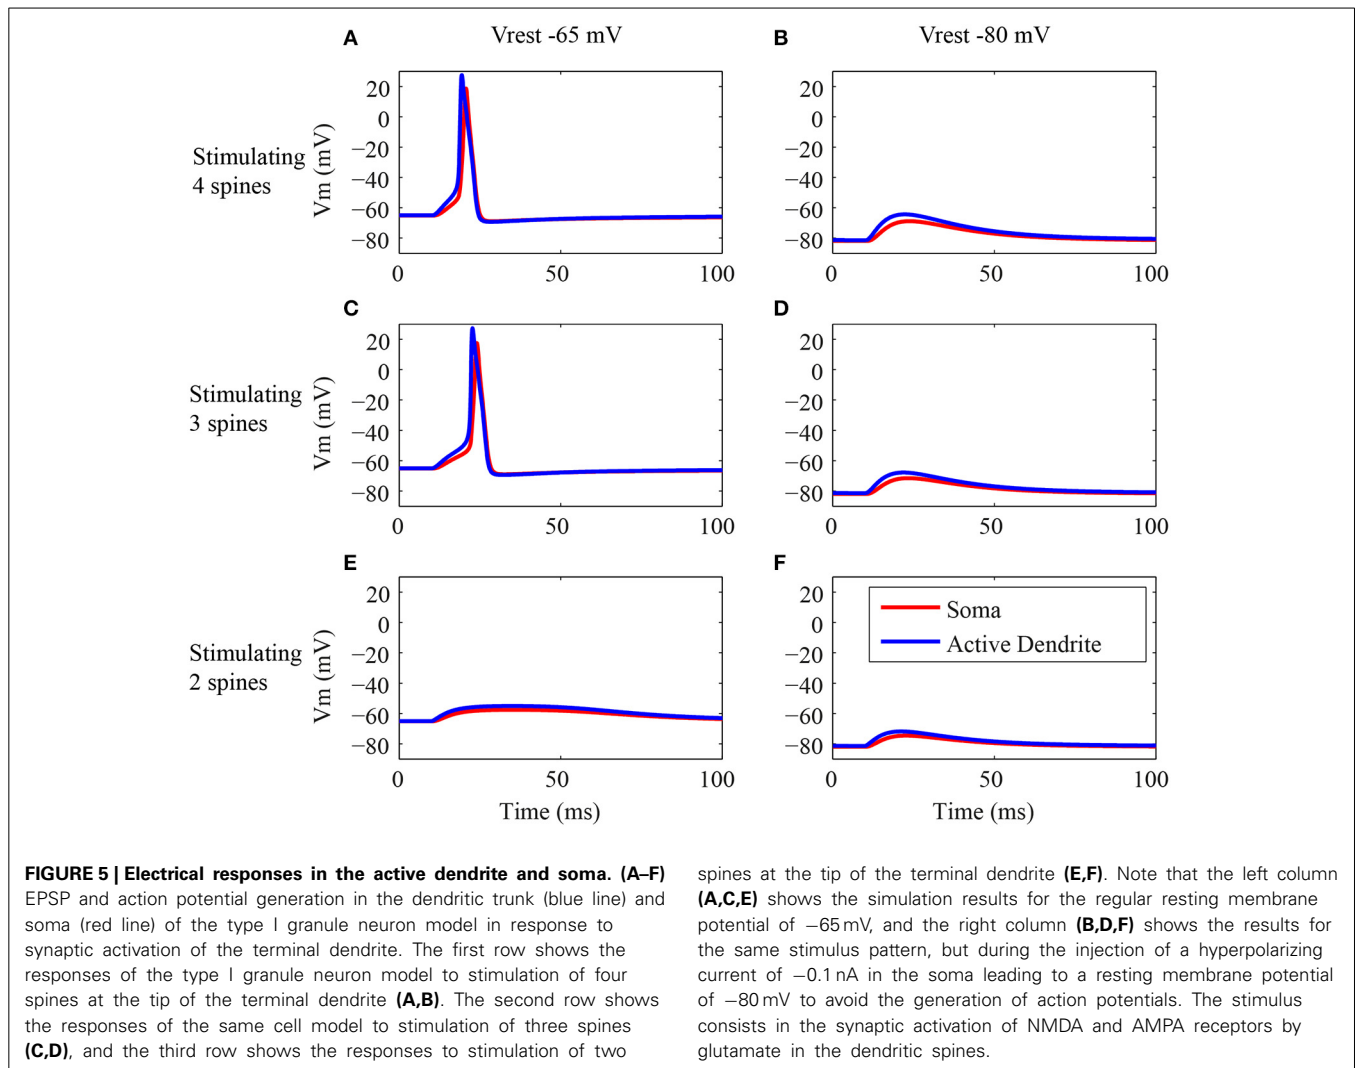 A
Vrest -65 mV
B
Vrest -80 mV
Stimulating
4 spines
Vm (mV)
20
0
−20
−40
−60
−80
0
50
100
20
0
−20
−40
−60
−80
0
50
100
C
D
Stimulating
3 spines
Vm (mV)
20
0
−20
−40
−60
−80
0
50
100
20
0
−20
−40
−60
−80
0
50
100
E
F
Stimulating
2 spines
Vm (mV)
20
0
−20
−40
−60
−80
0
50
100
Time (ms)
20
0
−20
−40
−60
−80
Soma
Active Dendrite
0
50
100
Time (ms)
FIGURE 5 | Electrical responses in the active dendrite and soma. (A–F)
EPSP and action potential generation in the dendritic trunk (blue line) and
soma (red line) of the type I granule neuron model in response to
synaptic activation of the terminal dendrite. The first row shows the
responses of the type I granule neuron model to stimulation of four
spines at the tip of the terminal dendrite (A,B). The second row shows
the responses of the same cell model to stimulation of three spines
(C,D), and the third row shows the responses to stimulation of two
spines at the tip of the terminal dendrite (E,F). Note that the left column
(A,C,E) shows the simulation results for the regular resting membrane
potential of −65 mV, and the right column (B,D,F) shows the results for
the same stimulus pattern, but during the injection of a hyperpolarizing
current of −0.1 nA in the soma leading to a resting membrane potential
of −80 mV to avoid the generation of action potentials. The stimulus
consists in the synaptic activation of NMDA and AMPA receptors by
glutamate in the dendritic spines.